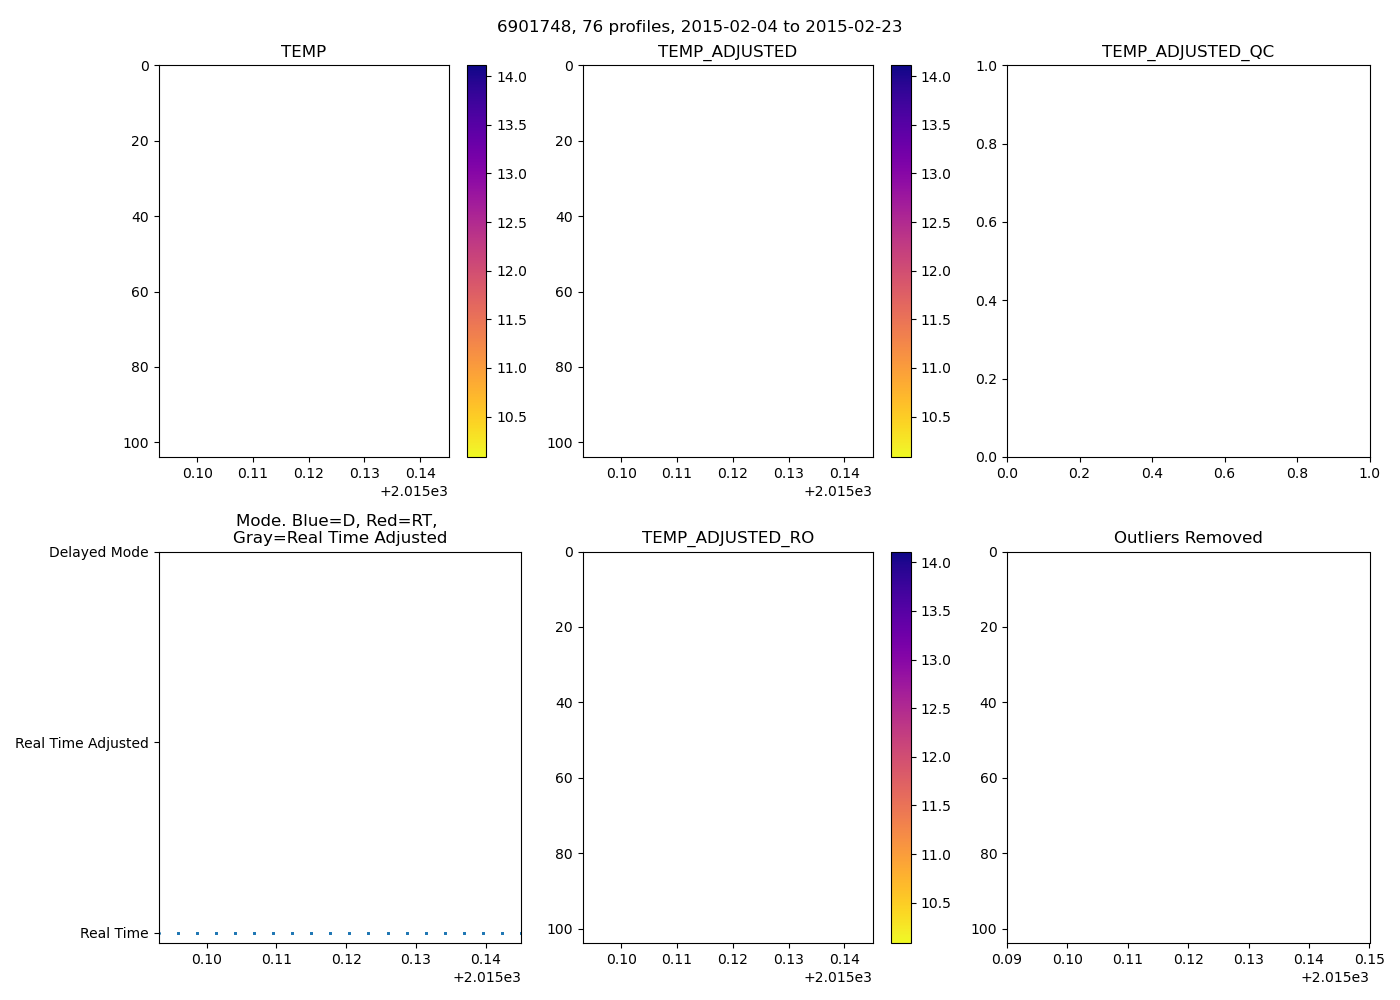 6901748, 76 profiles, 2015-02-04 to 2015-02-23
TEMP
0
20
40
60
80
100
0.10 0.11 0.12 0.13 0.14
+2.015e3
14.0
13.5
13.0
12.5
12.0
11.5
11.0
10.5
TEMP_ADJUSTED
0
20
40
60
80
100
0.10 0.11 0.12 0.13 0.14
+2.015e3
14.0
13.5
13.0
12.5
12.0
11.5
11.0
10.5
TEMP_ADJUSTED_QC
1.0
0.8
0.6
0.4
0.2
0.0
0.0 0.2 0.4 0.6 0.8 1.0
Mode. Blue=D, Red=RT,
Gray=Real Time Adjusted
Delayed Mode
Real Time Adjusted
Real Time
0.10 0.11 0.12 0.13 0.14
+2.015e3
TEMP_ADJUSTED_RO
0
20
40
60
80
100
0.10 0.11 0.12 0.13 0.14
+2.015e3
14.0
13.5
13.0
12.5
12.0
11.5
11.0
10.5
Outliers Removed
0
20
40
60
80
100
0.09 0.10 0.11 0.12 0.13 0.14 0.15
+2.015e3